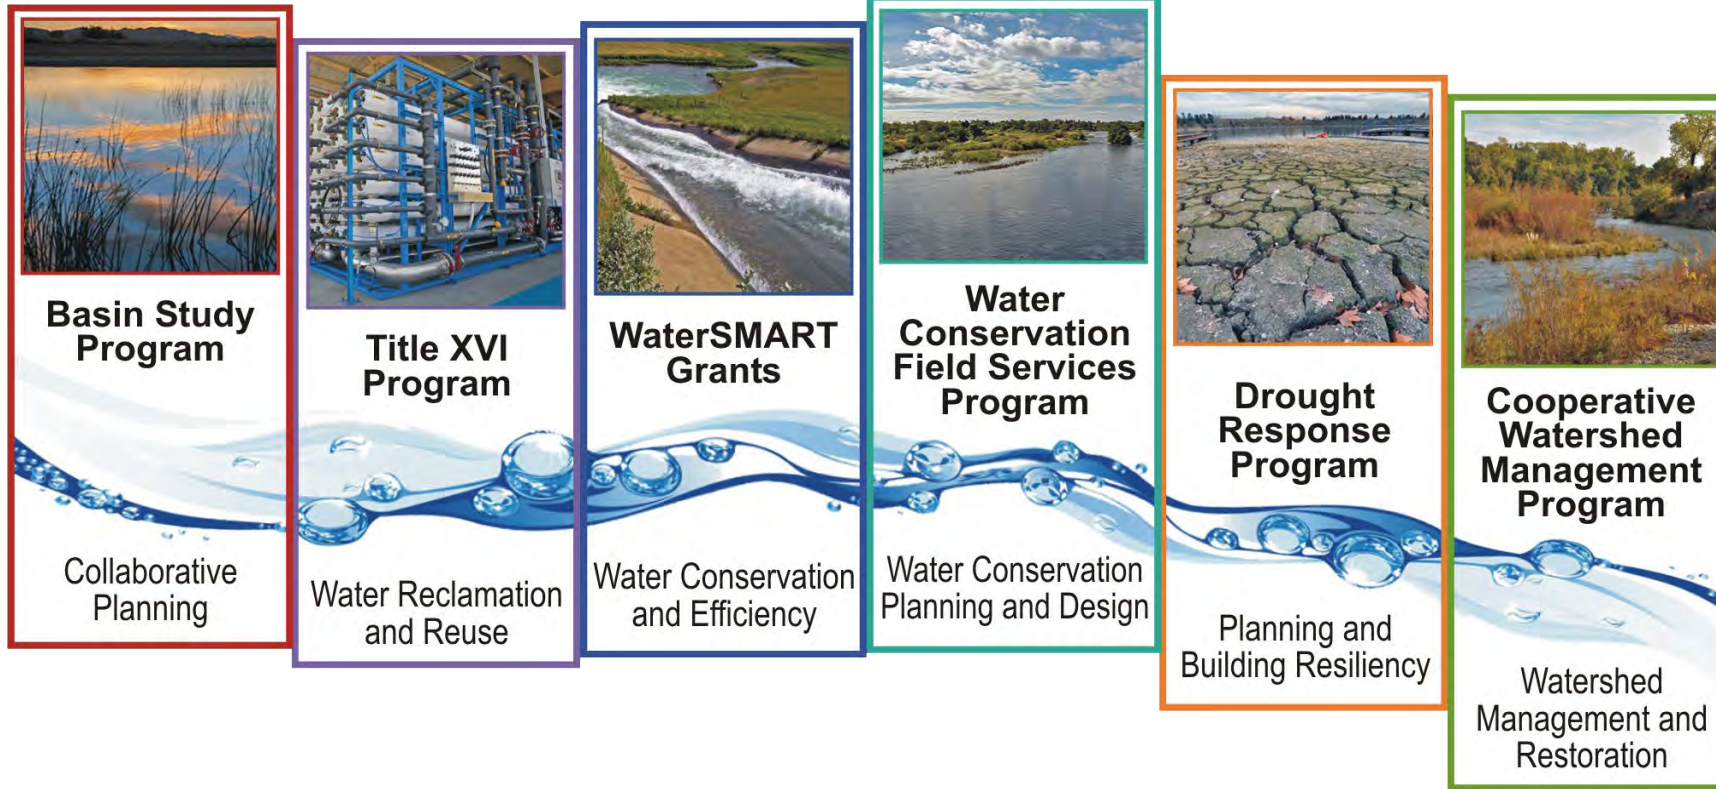 Basin Study
Program
Collaborative
Planning
Title XVI
Program
Water Reclamation
and Reuse
WaterSMART
Grants
Water Conservation
and Efficiency
Water
Conservation
Field Services
Program
Water Conservation
Planning and Design
Drought
Response
Program
Planning and
Building Resiliency
Cooperative
Watershed
Management
Program
Watershed
Management and
Restoration